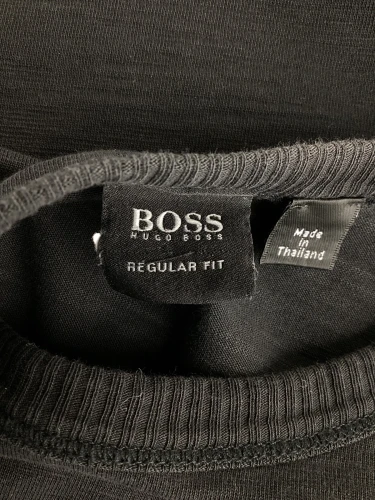 BOSS
HUGO BOSS
REGULAR FIT
Made
in
Thailand